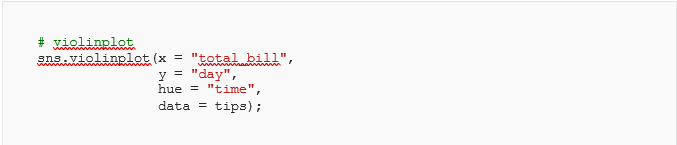 # violinplot
sns.violinplot(x = "total_bill",
               y = "day",
               hue = "time",
               data = tips);